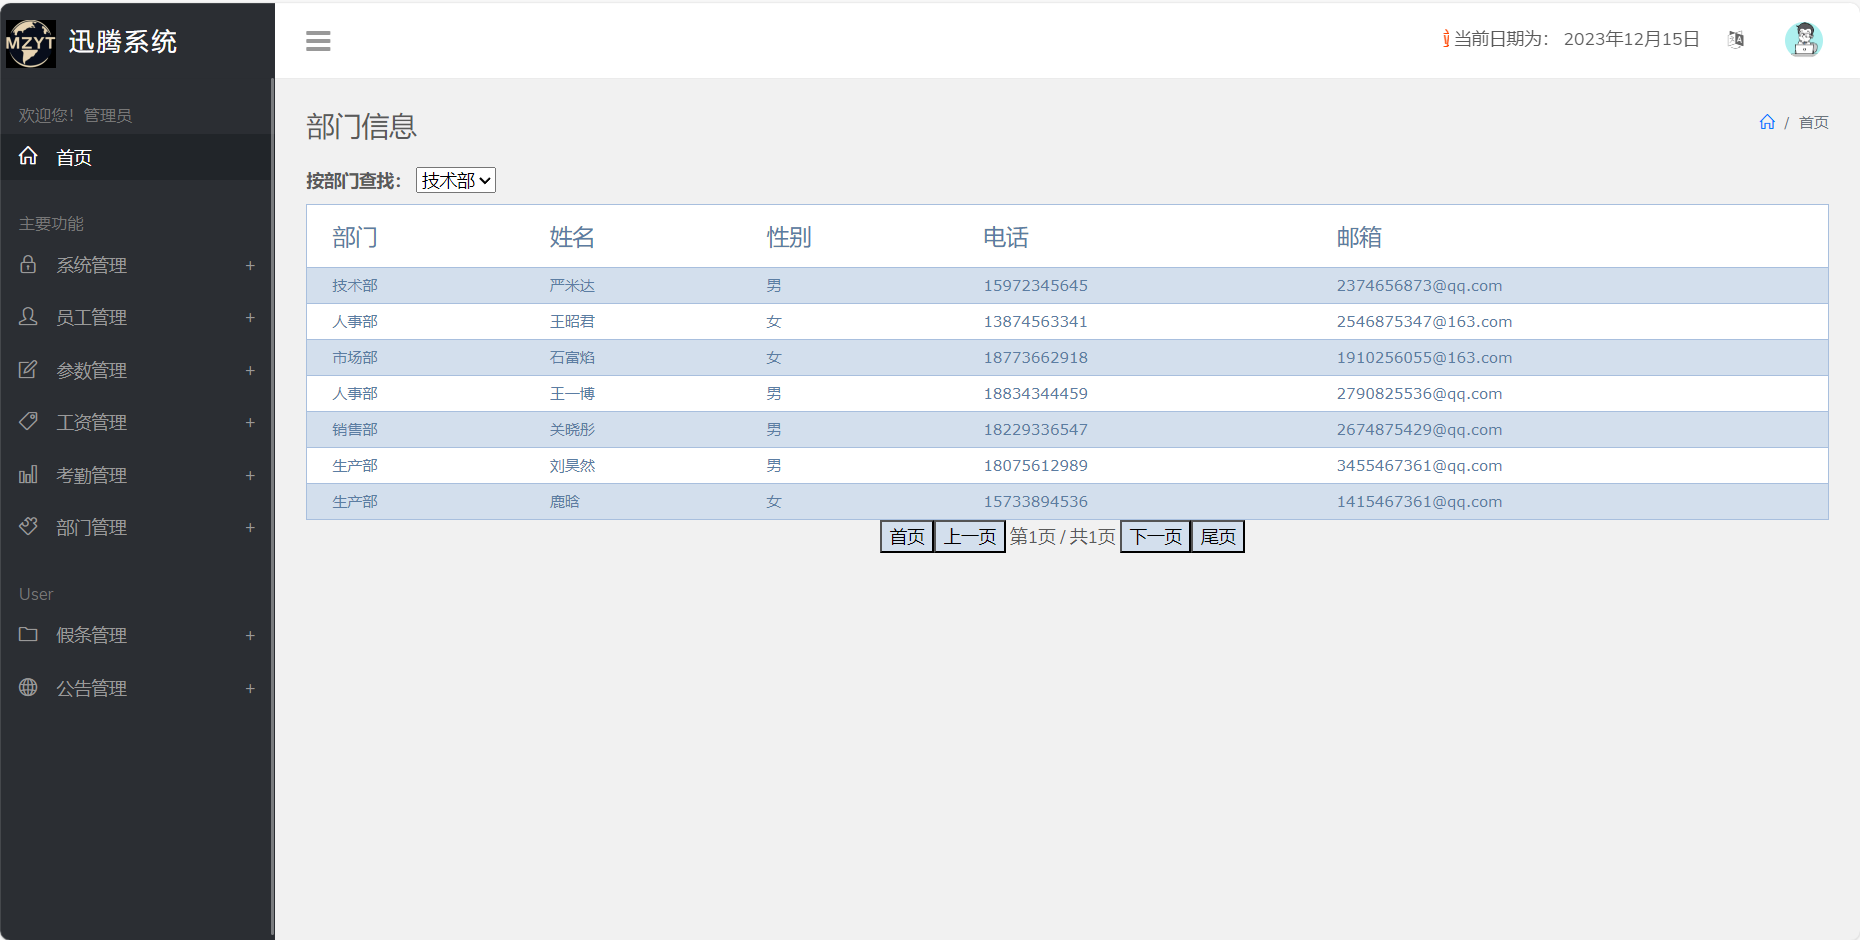 MZYT 迅腾系统
当前日期为： 2023年12月15日
欢迎您！管理员
首页
主要功能
系统管理 +
员工管理 +
参数管理 +
工资管理 +
考勤管理 +
部门管理 +
User
假条管理 +
公告管理 +
部门信息
/ 首页
按部门查找： 技术部
部门 姓名 性别 电话 邮箱
技术部 严米达 男 15972345645 2374656873@qq.com
人事部 王昭君 女 13874563341 2546875347@163.com
市场部 石富焰 女 18773662918 1910256055@163.com
人事部 王一博 男 18834344459 2790825536@qq.com
销售部 关晓彤 男 18229336547 2674875429@qq.com
生产部 刘昊然 男 18075612989 3455467361@qq.com
生产部 鹿晗 女 15733894536 1415467361@qq.com
首页 上一页 第1页 / 共1页 下一页 尾页